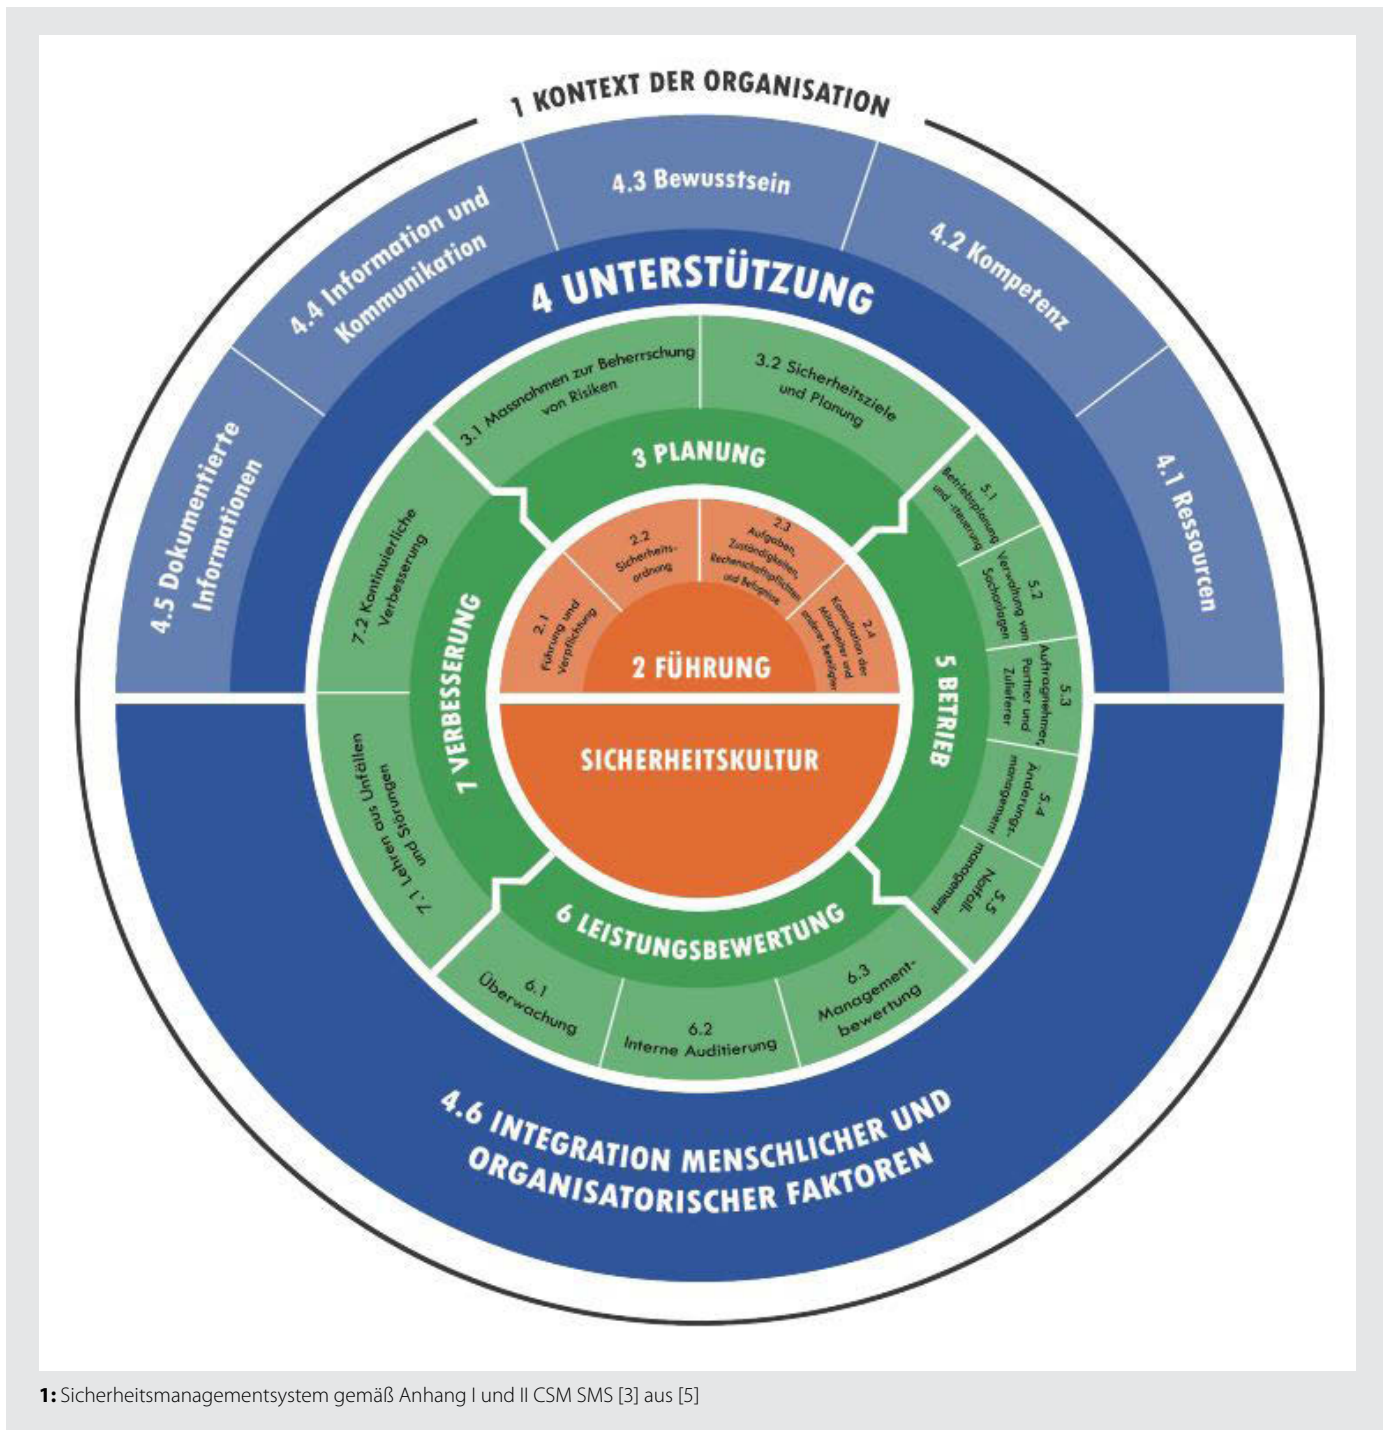 1 KONTEXT DER ORGANISATION
4.3 Bewusstsein
4.4 Information und
Kommunikation
4.2 Kompetenz
4.5 Dokumentierte
Informationen
4.1 Ressourcen
4 UNTERSTÜTZUNG
3.1 Massnahmen zur Beherrschung
von Risiken
3.2 Sicherheitsziele
und Planung
3 PLANUNG
7.2 Kontinuierliche
Verbesserung
7 VERBESSERUNG
7.1 Lehren aus Unfällen
und Störungen
2.1
Führung und
Verpflichtung
2.2
Sicherheits-
ordnung
2.3
Aufgaben,
Zuständigkeiten,
Rechenschaftspflichten
und Befugnise
2.4
Konsultation der
Mitarbeiter und
anderer Beteiligter
2 FÜHRUNG
SICHERHEITSKULTUR
5 BETRIEB
5.1
Betriebsplanung
und -steuerung
5.2
Verwaltung von
Sachanlagen
5.3
Auftragnehmer,
Partner und
Zulieferer
5.4
Änderungs-
management
5.5
Notfall-
management
6 LEISTUNGSBEWERTUNG
6.1
Überwachung
6.2
Interne Auditierung
6.3
Management-
bewertung
4.6 INTEGRATION MENSCHLICHER UND
ORGANISATORISCHER FAKTOREN
1: Sicherheitsmanagementsystem gemäß Anhang I und II CSM SMS [3] aus [5]